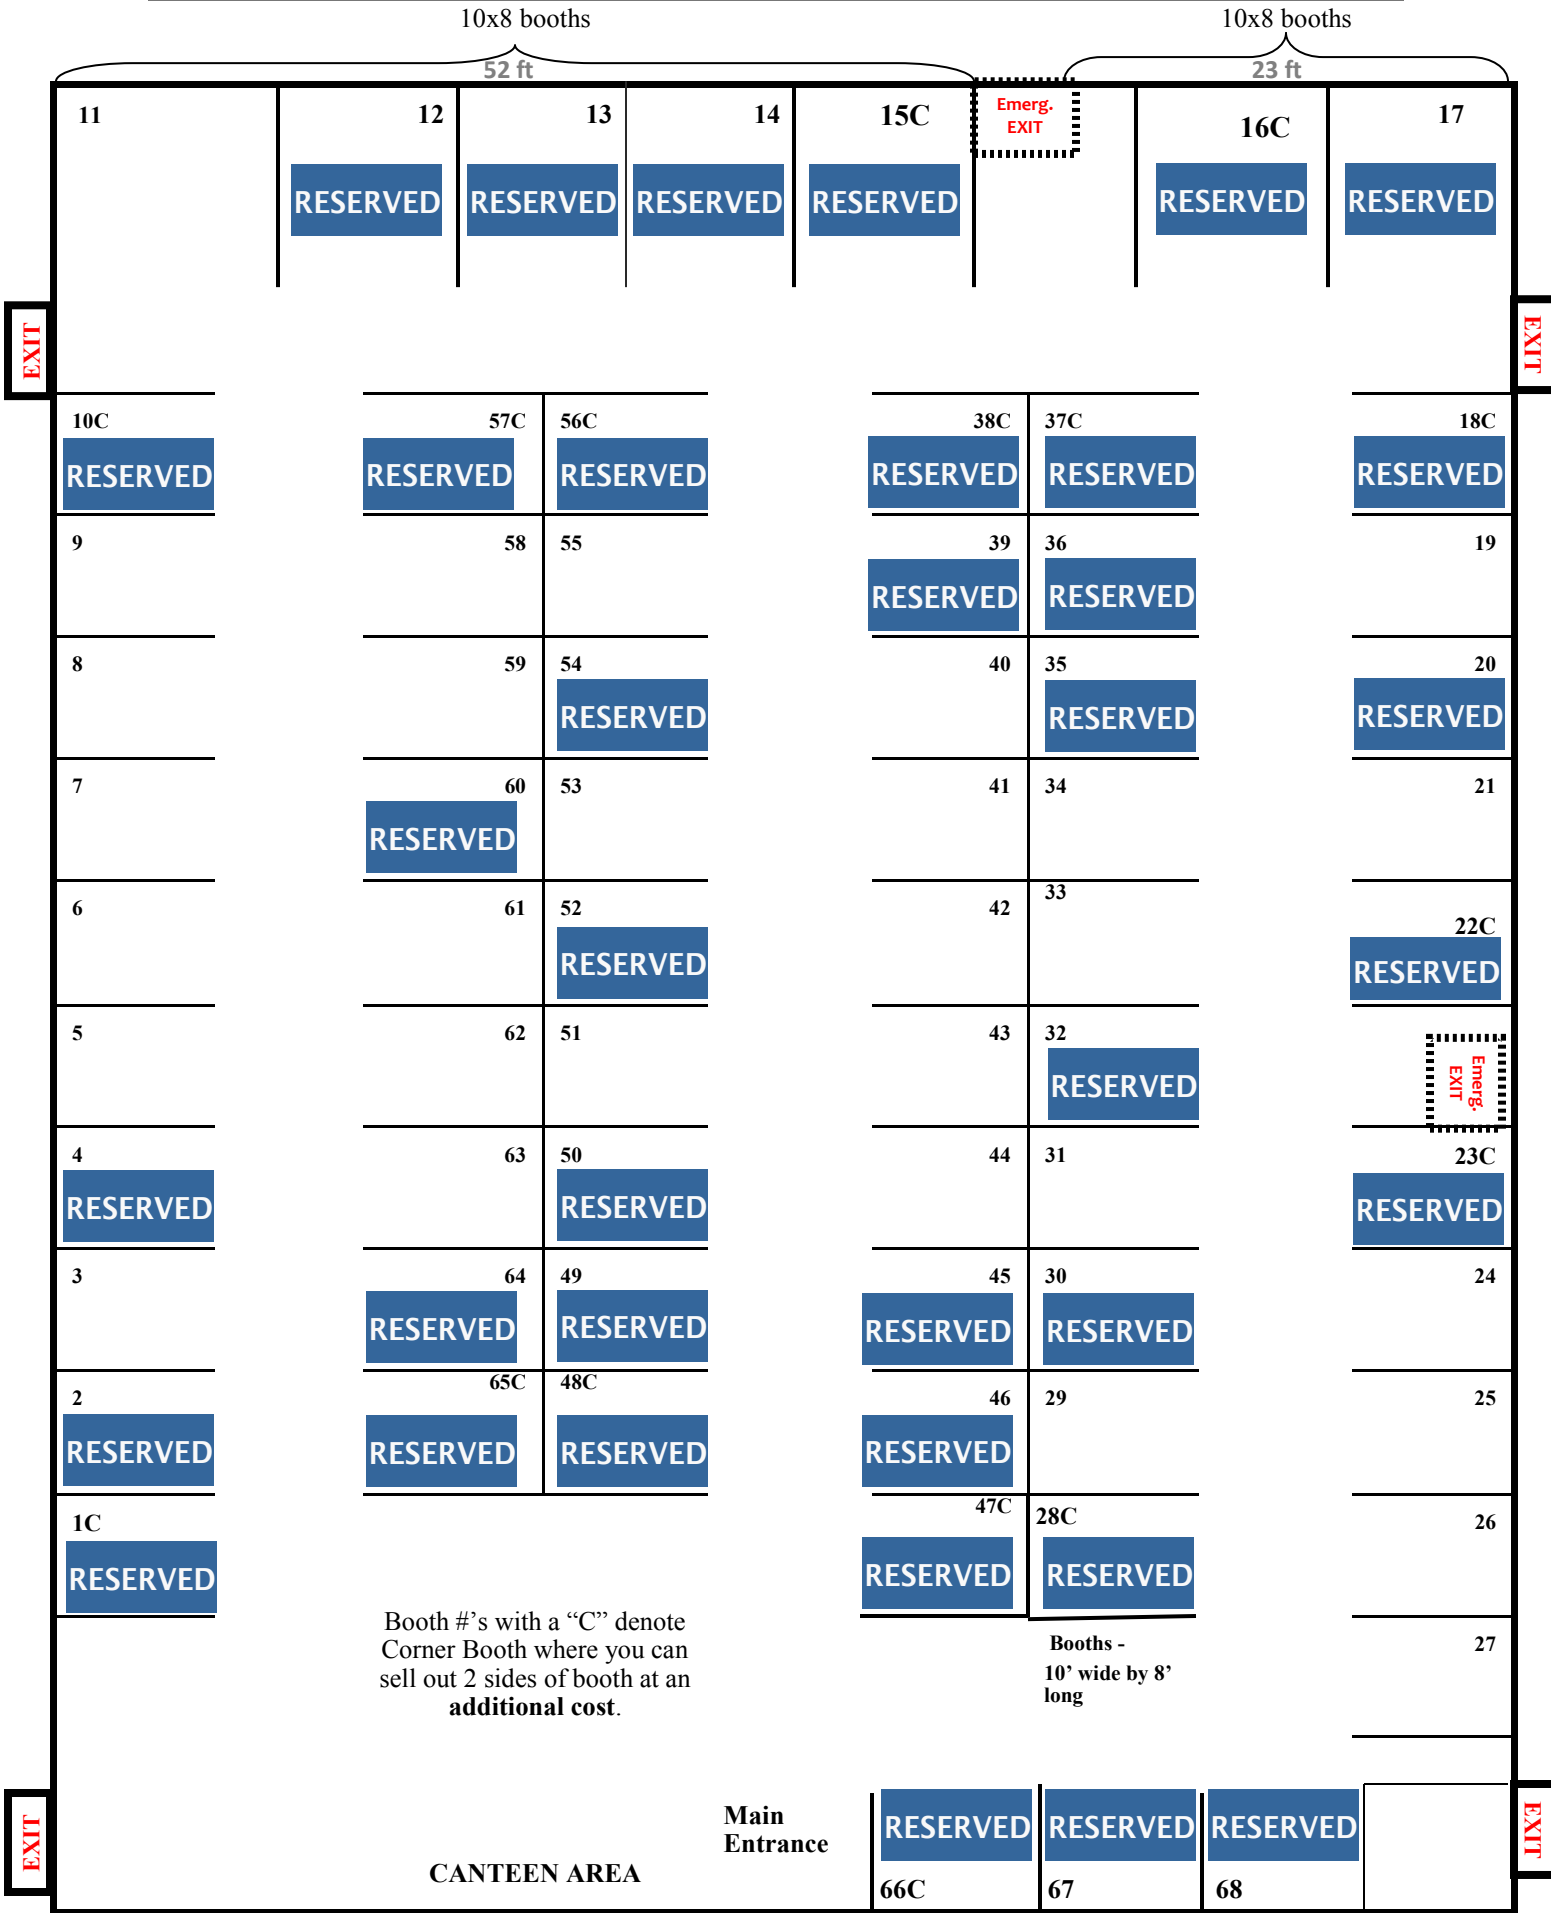 10x8 booths
10x8 booths
52 ft
23 ft
11
12
13
14
15C
Emerg.
EXIT
16C
17
RESERVED
RESERVED
RESERVED
RESERVED
RESERVED
RESERVED
EXIT
EXIT
10C
57C
56C
38C
37C
18C
RESERVED
RESERVED
RESERVED
RESERVED
RESERVED
RESERVED
9
58
55
39
36
19
RESERVED
RESERVED
8
59
54
40
35
20
RESERVED
RESERVED
RESERVED
7
60
53
41
34
21
RESERVED
6
61
52
42
33
22C
RESERVED
RESERVED
5
62
51
43
32
Emerg.
EXIT
RESERVED
4
63
50
44
31
23C
RESERVED
RESERVED
RESERVED
3
64
49
45
30
24
RESERVED
RESERVED
RESERVED
RESERVED
2
65C
48C
46
29
25
RESERVED
RESERVED
RESERVED
RESERVED
1C
47C
28C
26
RESERVED
RESERVED
RESERVED
Booth #'s with a “C” denote
Corner Booth where you can
sell out 2 sides of booth at an
additional cost.
Booths -
10’ wide by 8’
long
27
EXIT
Main
Entrance
RESERVED
RESERVED
RESERVED
EXIT
CANTEEN AREA
66C
67
68